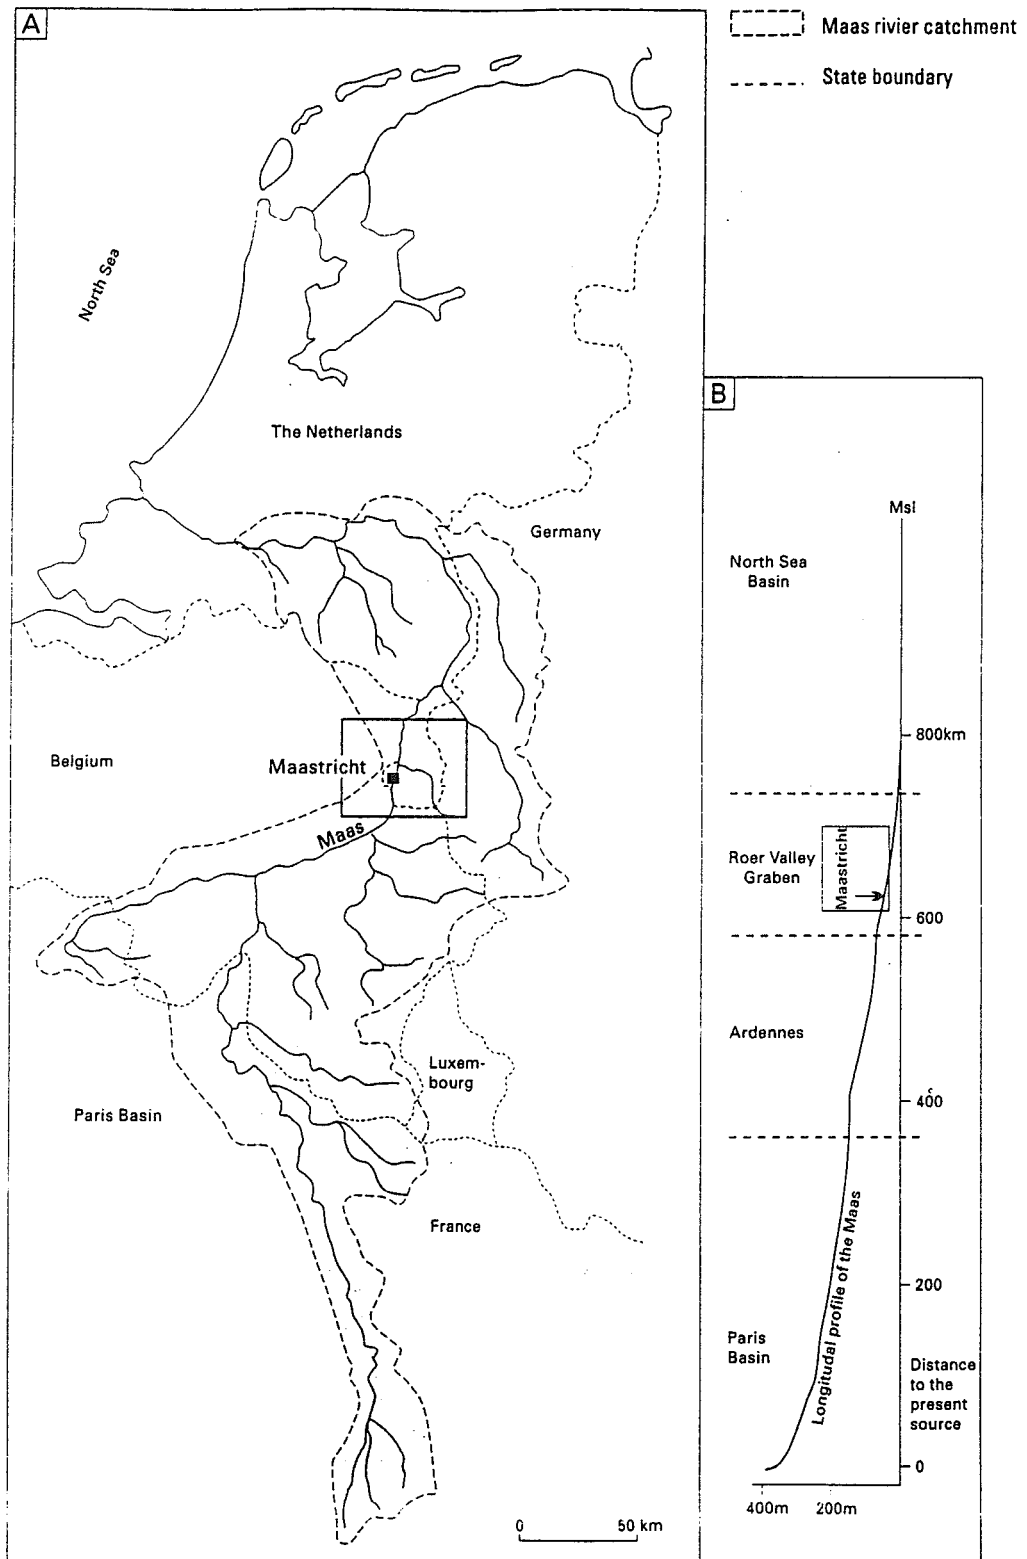 A
Maas rivier catchment
State boundary
North Sea
The Netherlands
Germany
Belgium
Maastricht
Maas
Luxem-
bourg
Paris Basin
France
0 50 km
B
Msl
North Sea
Basin
800km
Roer Valley
Graben
Maastricht
600
Ardennes
400
Longitudal profile of the Maas
200
Paris
Basin
Distance
to the
present
source
0
400m 200m